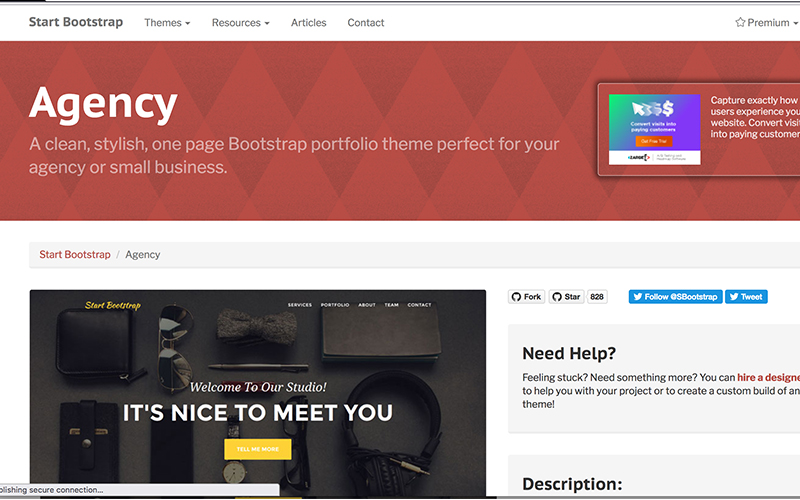 Start Bootstrap Themes Resources Articles Contact Premium
Agency
A clean, stylish, one page Bootstrap portfolio theme perfect for your
agency or small business.
Convert visits into
paying customers
Get Free Trial
Capture exactly how
users experience you
website. Convert visit
into paying customer
Start Bootstrap / Agency
Start Bootstrap SERVICES PORTFOLIO ABOUT TEAM CONTACT
Welcome To Our Studio!
IT'S NICE TO MEET YOU
TELL ME MORE
Fork Star 828 Follow @SBootstrap Tweet
Need Help?
Feeling stuck? Need something more? You can hire a designe
to help you with your project or to create a custom build of an
theme!
Description:
blishing secure connection...